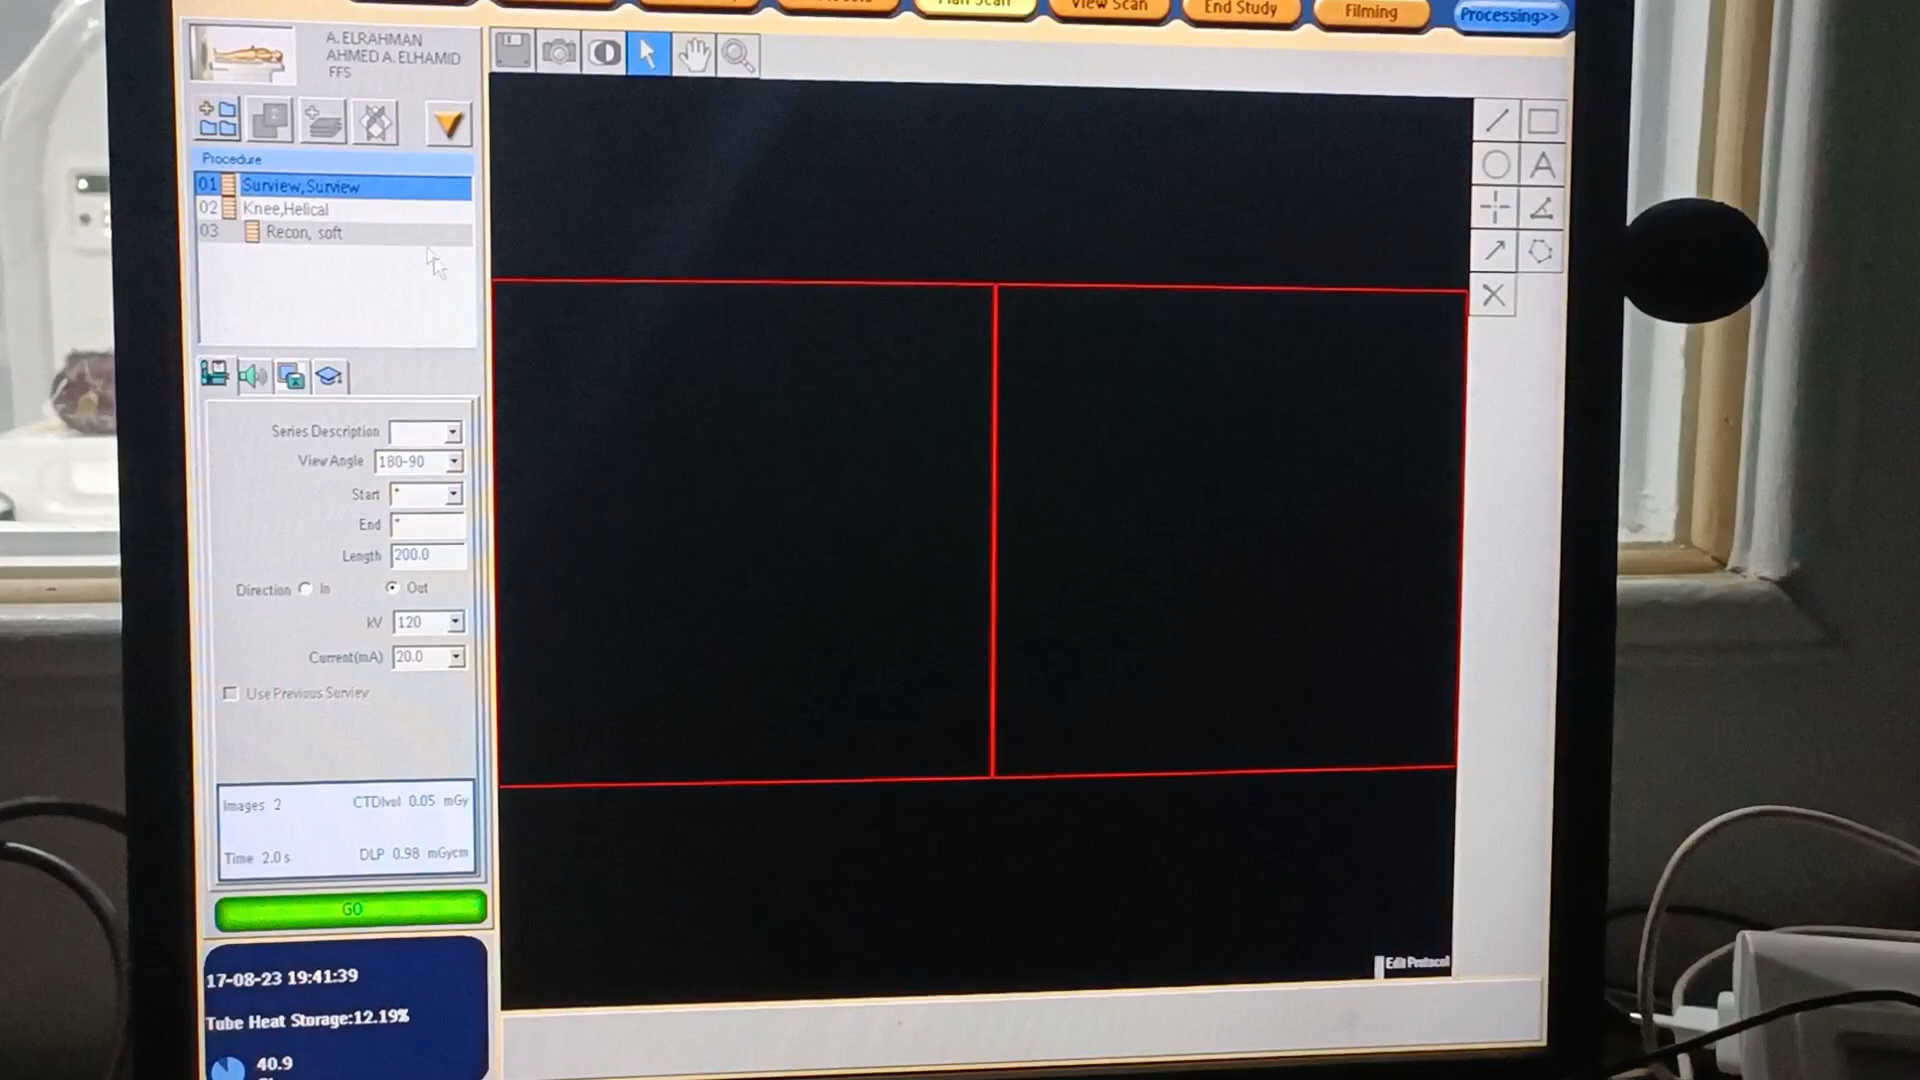 Plan Scan
View Scan
End Study
Filming
Processing>>
A. ELRAHMAN
AHMED A. ELHAMID
FFS
Procedure
01 Surview,Surview
02 Knee,Helical
03 Recon, soft
Series Description
View Angle 180-90
Start *
End *
Length 200.0
Direction In Out
kV 120
Current(mA) 20.0
Use Previous Surview
Images 2 CTDIvol 0.05 mGy
Time 2.0 s DLP 0.98 mGycm
GO
17-08-23 19:41:39
Tube Heat Storage:12.19%
40.9
Edit Protocol
A